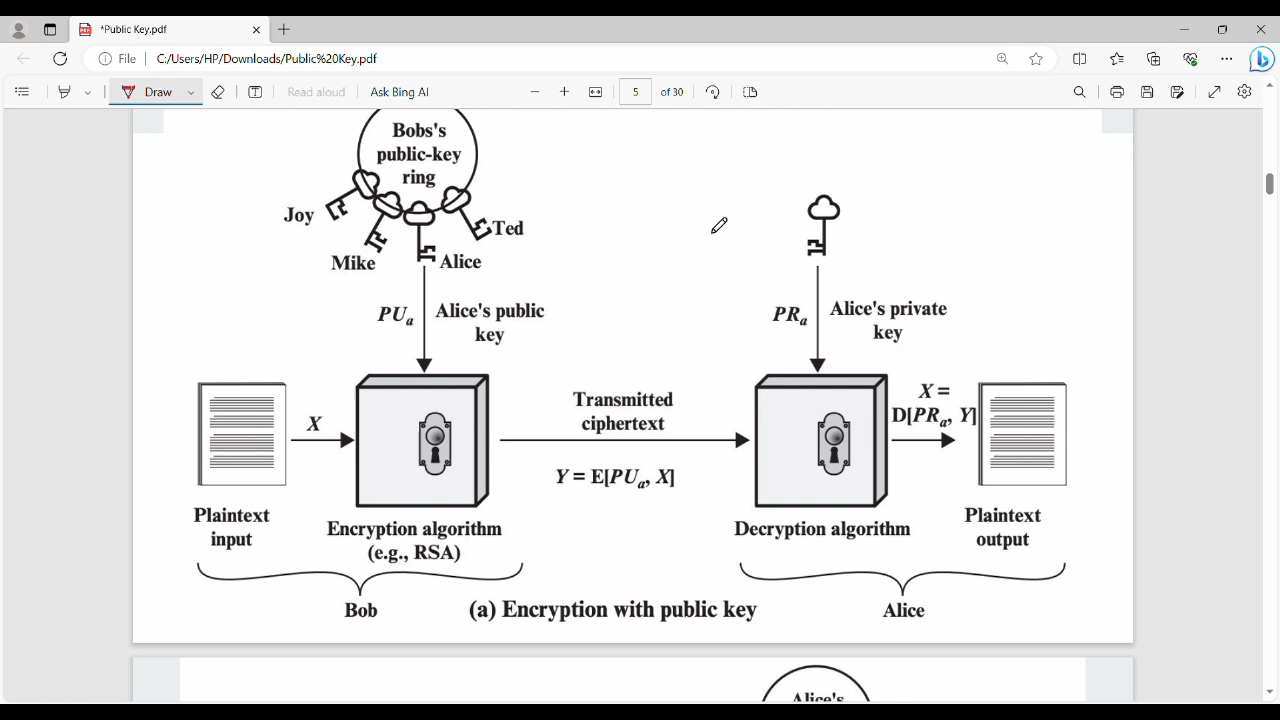 *Public Key.pdf
File
C:/Users/HP/Downloads/Public%20Key.pdf
Draw
Read aloud
Ask Bing AI
5
of 30
Bobs's
public-key
ring
Joy
Mike
Alice
Ted
PUa
Alice's public
key
PRa
Alice's private
key
X
Transmitted
ciphertext
Y = E[PUa, X]
X =
D[PRa, Y]
Plaintext
input
Encryption algorithm
(e.g., RSA)
Decryption algorithm
Plaintext
output
Bob
(a) Encryption with public key
Alice
Alice's